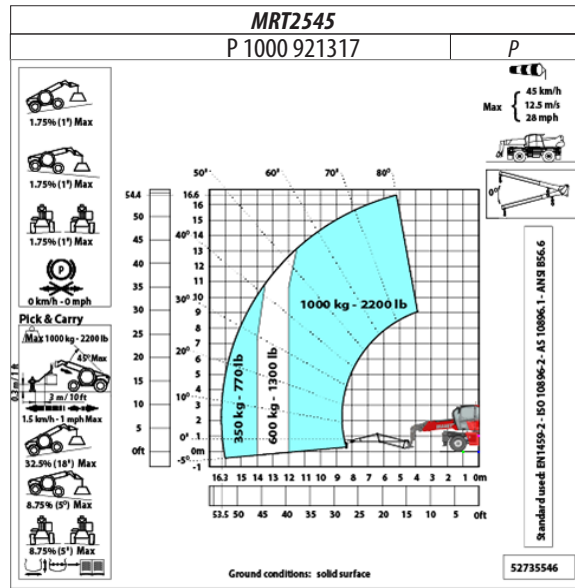 MRT2545
P 1000 921317 P
1.75% (1°) Max
1.75% (1°) Max
1.75% (1°) Max
P
0 km/h - 0 mph
Pick & Carry
Max 1000 kg - 2200 lb
45° Max
0.3 m / 1 ft
3 m / 10 ft
1.5 km/h - 1 mph Max
32.5% (18°) Max
8.75% (5°) Max
8.75% (5°) Max
Max
45 km/h
12.5 m/s
28 mph
0°
50° 60° 70° 80°
40°
30°
20°
10°
0°
-5°
54.4
50
45
40
35
30
25
20
15
10
5
0ft
16.6
16
15
14
13
12
11
10
9
8
7
6
5
4
3
2
1
0m
-1
1000 kg - 2200 lb
600 kg - 1300 lb
350 kg - 770 lb
16.3 15 14 13 12 11 10 9 8 7 6 5 4 3 2 1 0m
53.5 50 45 40 35 30 25 20 15 10 5 0ft
Ground conditions: solid surface
Standard used: EN1459-2 - ISO 10896-2 - AS 10896.1 - ANSI B56.6
52735546